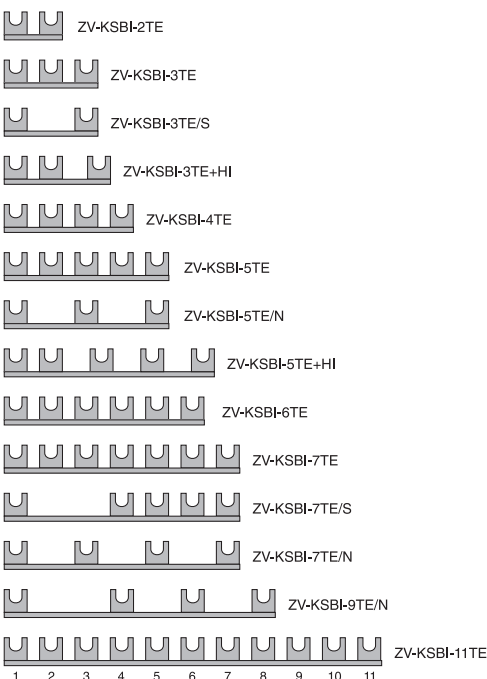 ZV-KSBI-2TE
ZV-KSBI-3TE
ZV-KSBI-3TE/S
ZV-KSBI-3TE+HI
ZV-KSBI-4TE
ZV-KSBI-5TE
ZV-KSBI-5TE/N
ZV-KSBI-5TE+HI
ZV-KSBI-6TE
ZV-KSBI-7TE
ZV-KSBI-7TE/S
ZV-KSBI-7TE/N
ZV-KSBI-9TE/N
ZV-KSBI-11TE
1 2 3 4 5 6 7 8 9 10 11